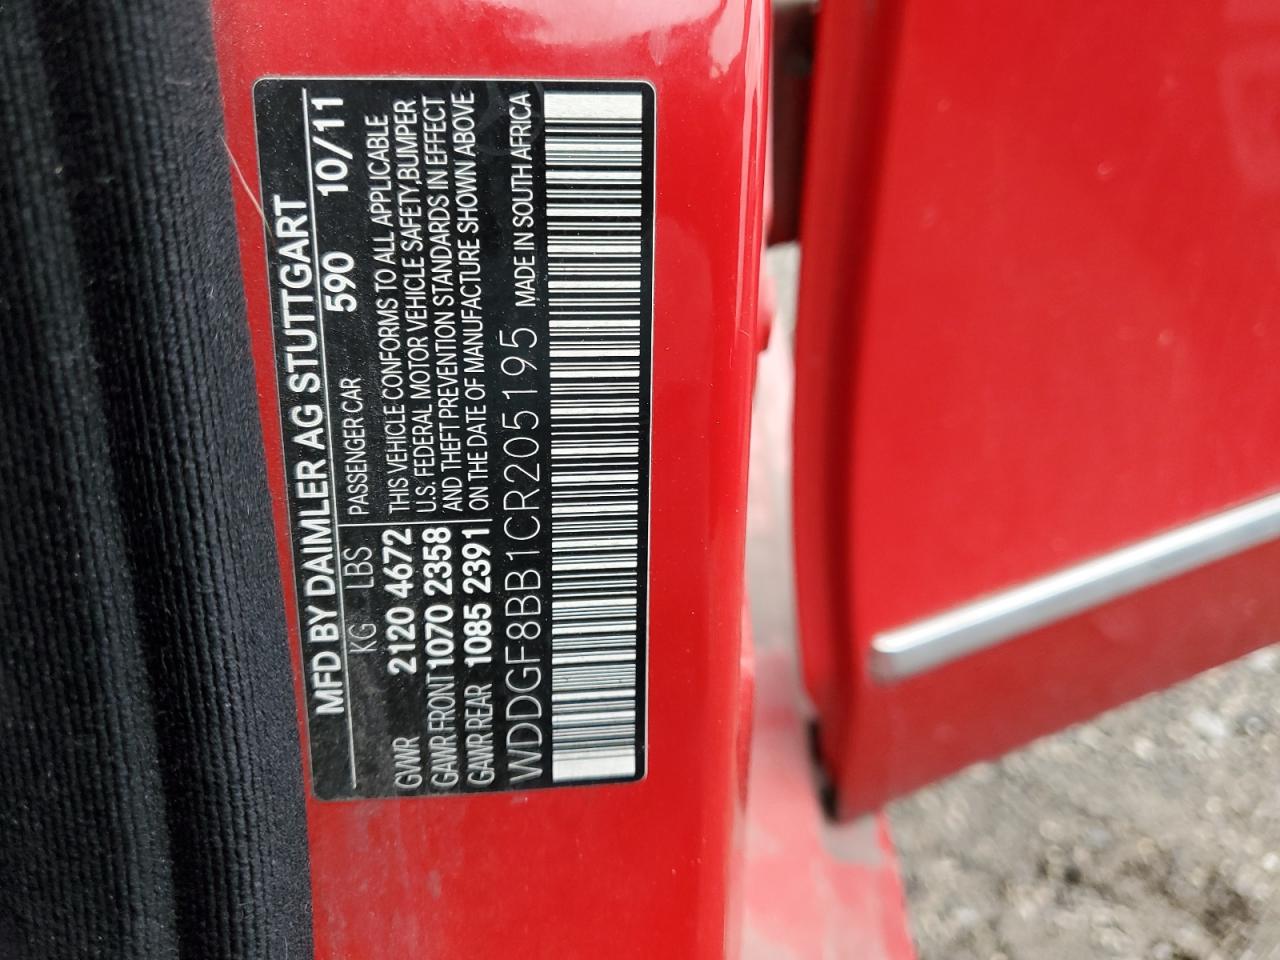 MFD BY DAIMLER AG STUTTGART
KG LBS PASSENGER CAR 590 10/11
GVWR 2120 4672 THIS VEHICLE CONFORMS TO ALL APPLICABLE
GAWR FRONT 1070 2358 U.S. FEDERAL MOTOR VEHICLE SAFETY BUMPER
AND THEFT PREVENTION STANDARDS IN EFFECT
GAWR REAR 1085 2391 ON THE DATE OF MANUFACTURE SHOWN ABOVE
WDDGF8BB1CR205195 MADE IN SOUTH AFRICA